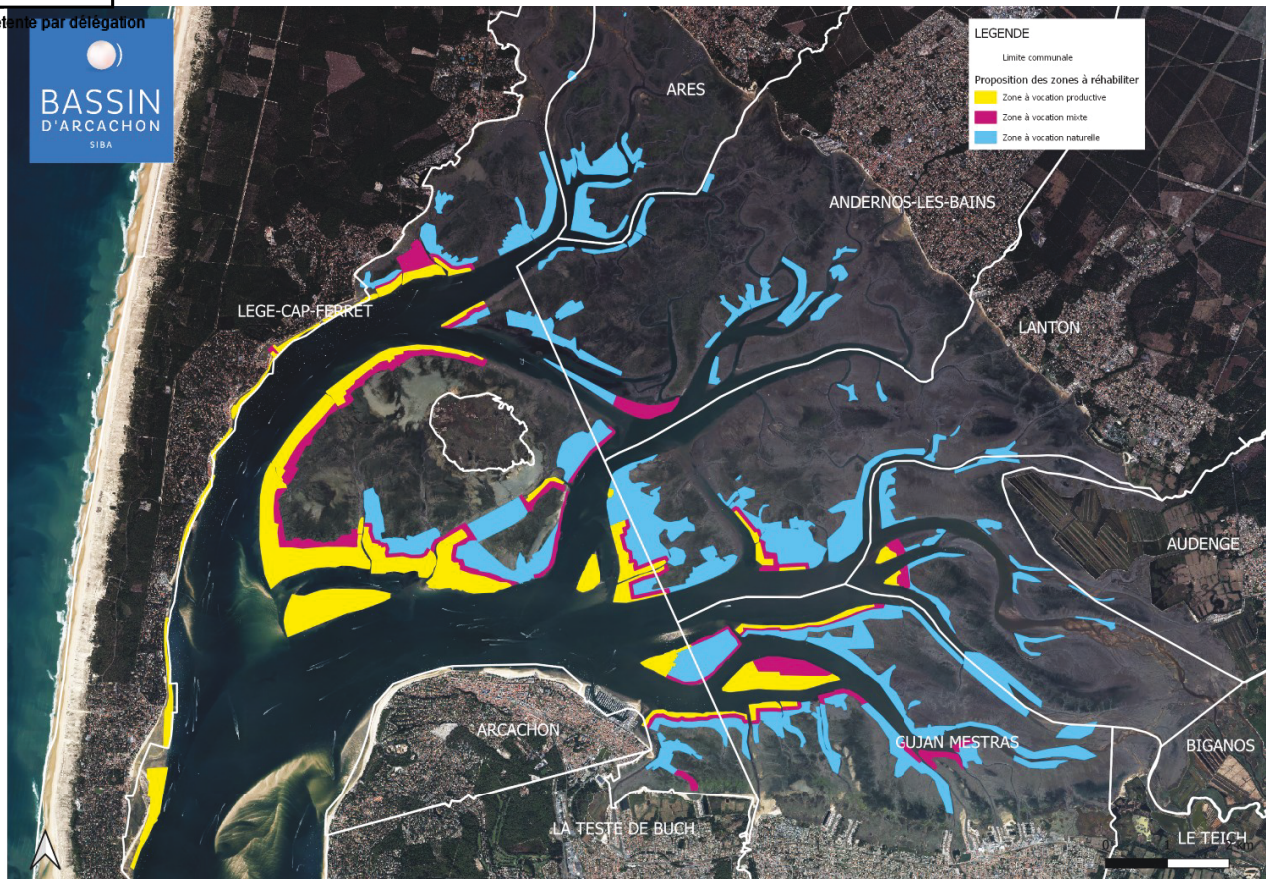 étente par délégation
BASSIN
D'ARCACHON
SIBA
LEGENDE
Limite communale
Proposition des zones à réhabiliter
Zone à vocation productive
Zone à vocation mixte
Zone à vocation naturelle
ARES
ANDERNOS-LES-BAINS
LEGE-CAP-FERRET
LANTON
AUDENGE
ARCACHON
GUJAN MESTRAS
BIGANOS
LA TESTE DE BUCH
LE TEICH